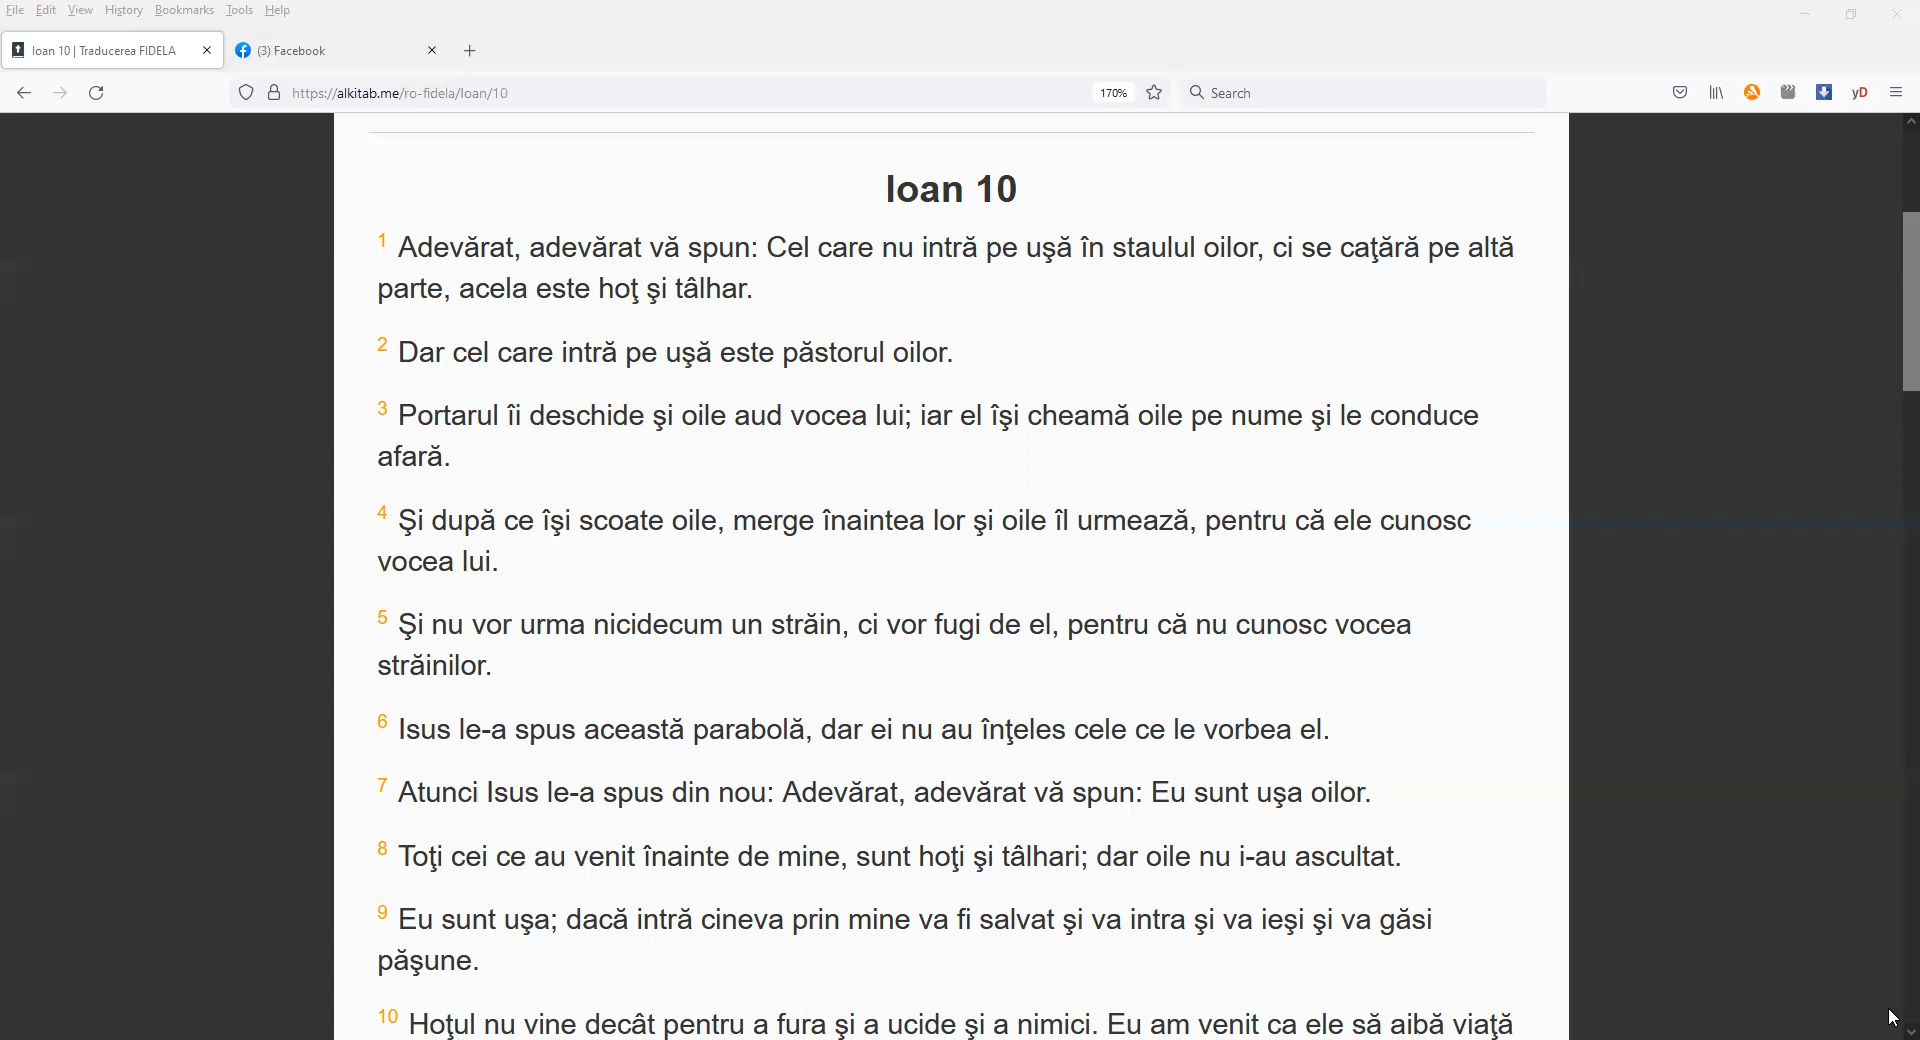 File Edit View History Bookmarks Tools Help
Ioan 10 | Traducerea FIDELA
(3) Facebook
https://alkitab.me/ro-fidela/Ioan/10
170%
Search
yD
Ioan 10
1 Adevărat, adevărat vă spun: Cel care nu intră pe uşă în staulul oilor, ci se caţără pe altă
parte, acela este hoţ şi tâlhar.
2 Dar cel care intră pe uşă este păstorul oilor.
3 Portarul îi deschide şi oile aud vocea lui; iar el îşi cheamă oile pe nume şi le conduce
afară.
4 Şi după ce îşi scoate oile, merge înaintea lor şi oile îl urmează, pentru că ele cunosc
vocea lui.
5 Şi nu vor urma nicidecum un străin, ci vor fugi de el, pentru că nu cunosc vocea
străinilor.
6 Isus le-a spus această parabolă, dar ei nu au înţeles cele ce le vorbea el.
7 Atunci Isus le-a spus din nou: Adevărat, adevărat vă spun: Eu sunt uşa oilor.
8 Toţi cei ce au venit înainte de mine, sunt hoţi şi tâlhari; dar oile nu i-au ascultat.
9 Eu sunt uşa; dacă intră cineva prin mine va fi salvat şi va intra şi va ieşi şi va găsi
păşune.
10 Hoţul nu vine decât pentru a fura şi a ucide şi a nimici. Eu am venit ca ele să aibă viaţă